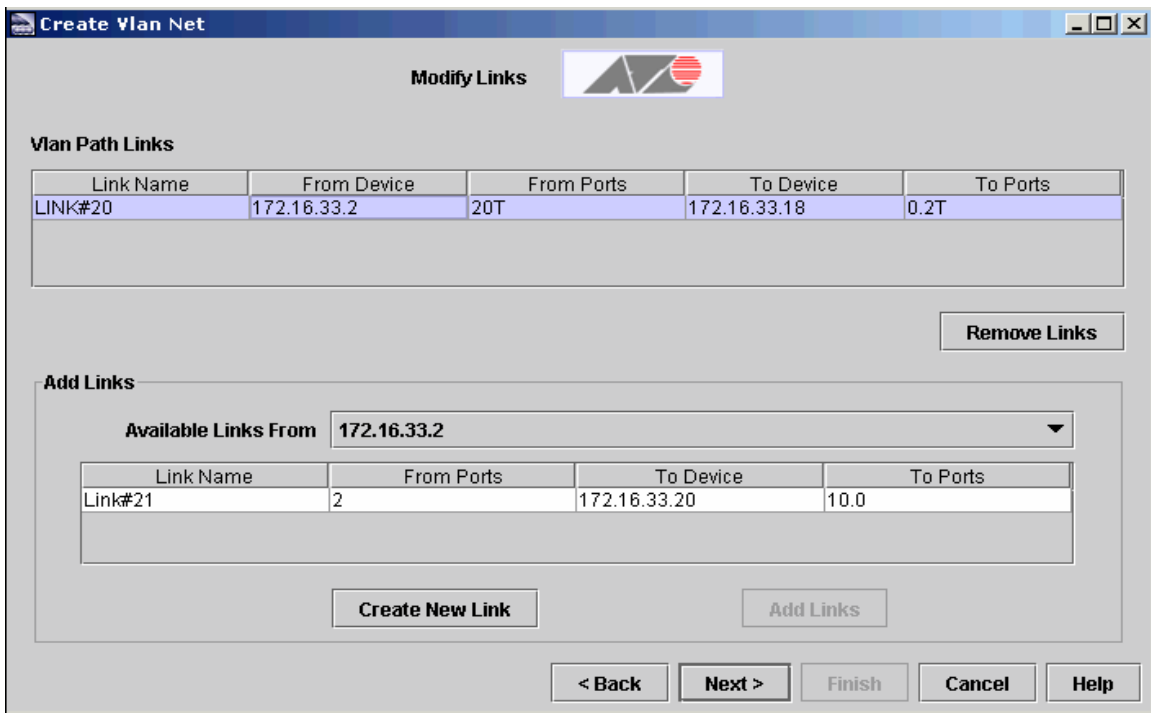 Create Vlan Net
Modify Links
Vlan Path Links
Link Name From Device From Ports To Device To Ports
LINK#20 172.16.33.2 20T 172.16.33.18 0.2T
Remove Links
Add Links
Available Links From 172.16.33.2
Link Name From Ports To Device To Ports
Link#21 2 172.16.33.20 10.0
Create New Link Add Links
< Back Next > Finish Cancel Help